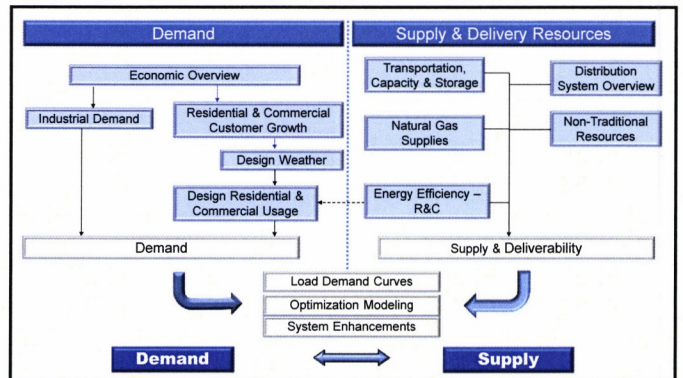 Demand
Supply & Delivery Resources
Economic Overview
Industrial Demand
Residential & Commercial
Customer Growth
Design Weather
Design Residential &
Commercial Usage
Demand
Transportation,
Capacity & Storage
Distribution
System Overview
Natural Gas
Supplies
Non-Traditional
Resources
Energy Efficiency –
R&C
Supply & Deliverability
Load Demand Curves
Optimization Modeling
System Enhancements
Demand
Supply